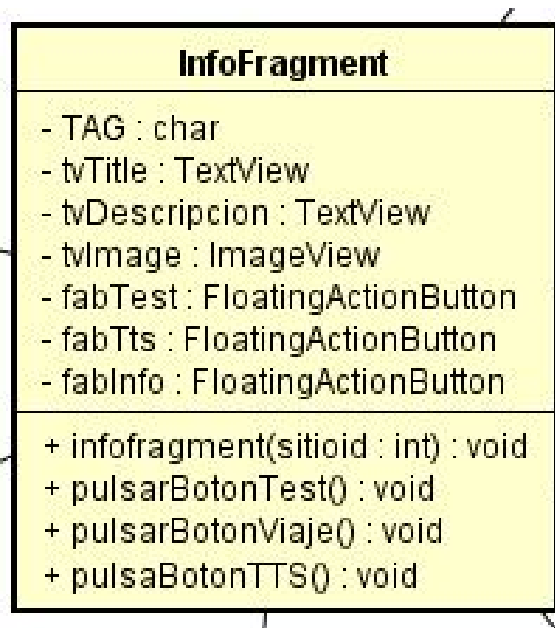 InfoFragment
- TAG : char
- tvTitle : TextView
- tvDescripcion : TextView
- tvImage : ImageView
- fabTest : FloatingActionButton
- fabTts : FloatingActionButton
- fabInfo : FloatingActionButton
+ infofragment(sitioid : int) : void
+ pulsarBotonTest() : void
+ pulsarBotonViaje() : void
+ pulsaBotonTTS() : void